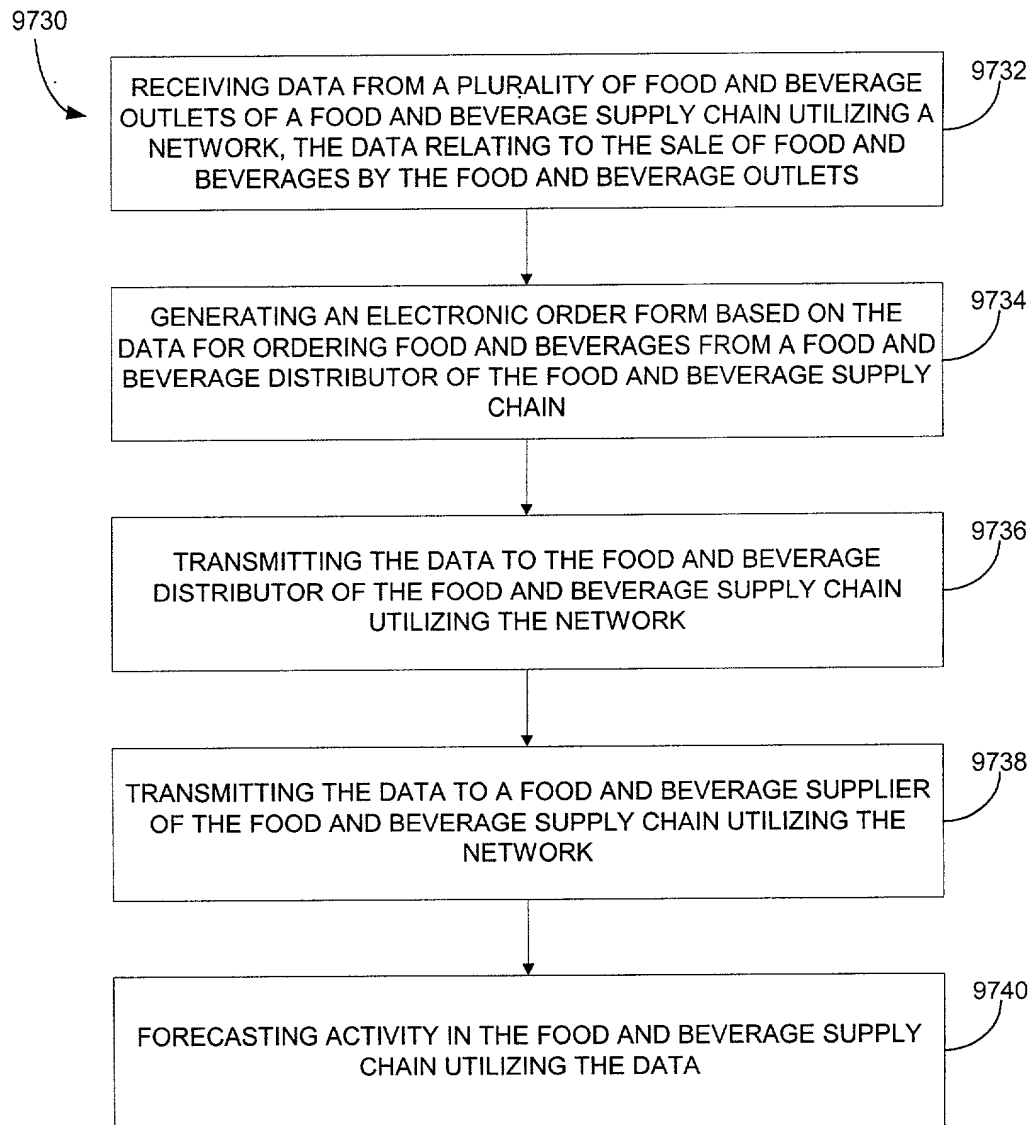 9730
RECEIVING DATA FROM A PLURALITY OF FOOD AND BEVERAGE
OUTLETS OF A FOOD AND BEVERAGE SUPPLY CHAIN UTILIZING A
NETWORK, THE DATA RELATING TO THE SALE OF FOOD AND
BEVERAGES BY THE FOOD AND BEVERAGE OUTLETS
9732
GENERATING AN ELECTRONIC ORDER FORM BASED ON THE
DATA FOR ORDERING FOOD AND BEVERAGES FROM A FOOD AND
BEVERAGE DISTRIBUTOR OF THE FOOD AND BEVERAGE SUPPLY
CHAIN
9734
TRANSMITTING THE DATA TO THE FOOD AND BEVERAGE
DISTRIBUTOR OF THE FOOD AND BEVERAGE SUPPLY CHAIN
UTILIZING THE NETWORK
9736
TRANSMITTING THE DATA TO A FOOD AND BEVERAGE SUPPLIER
OF THE FOOD AND BEVERAGE SUPPLY CHAIN UTILIZING THE
NETWORK
9738
FORECASTING ACTIVITY IN THE FOOD AND BEVERAGE SUPPLY
CHAIN UTILIZING THE DATA
9740